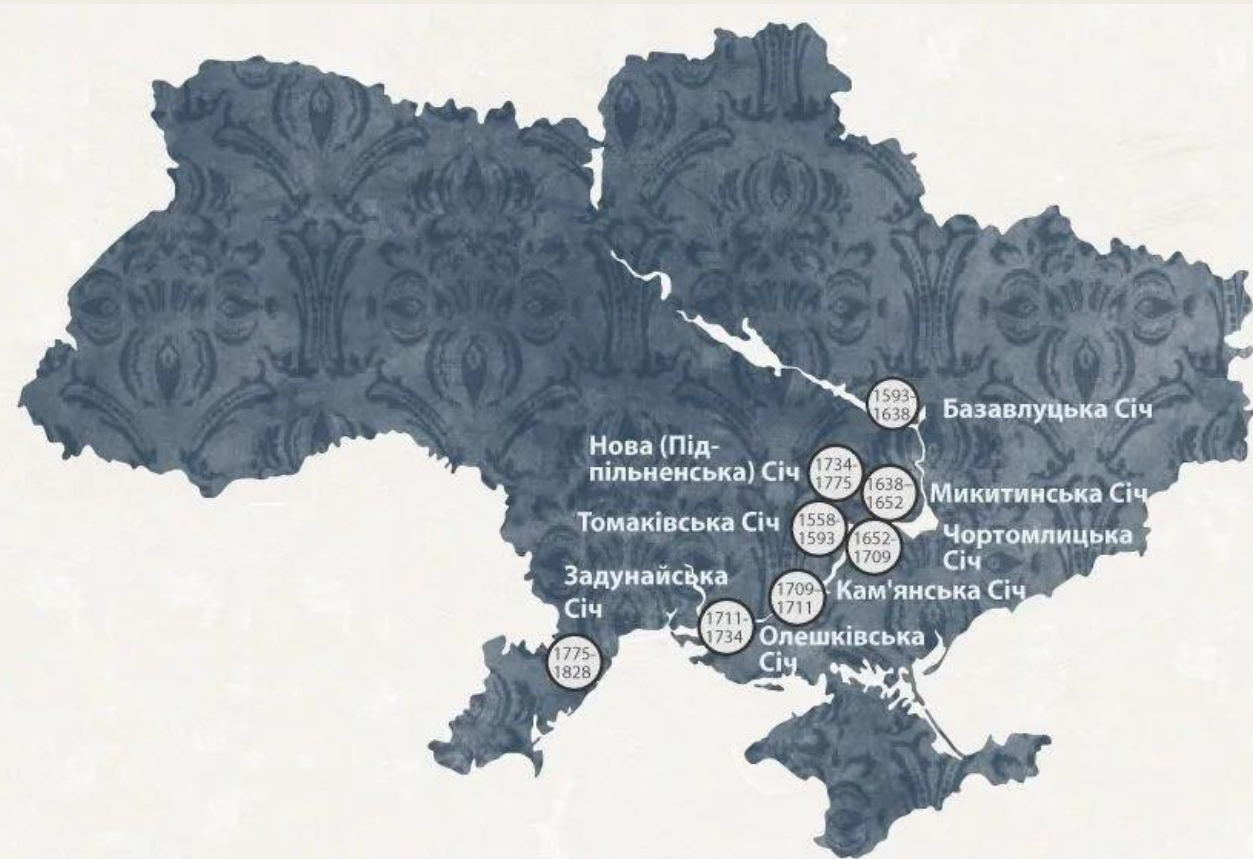 1593-
1638
Базавлуцька Січ
Нова (Під-
пільненська) Січ
1734-
1775
1638–
1652
Микитинська Січ
Томаківська Січ
1558-
1593
1652-
1709
Чортомлицька
Січ
Задунайська
Січ
1709–
1711
Кам'янська Січ
1711-
1734
Олешківська
Січ
1775-
1828